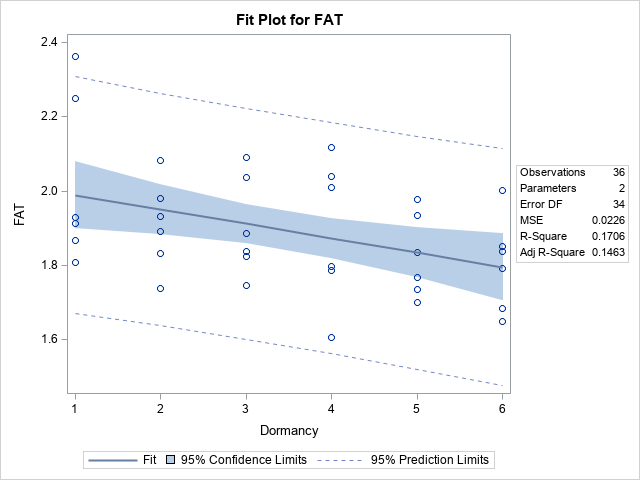 Fit Plot for FAT
2.4
2.2
2.0
1.8
1.6
FAT
1 2 3 4 5 6
Dormancy
Observations 36
Parameters 2
Error DF 34
MSE 0.0226
R-Square 0.1706
Adj R-Square 0.1463
Fit 95% Confidence Limits 95% Prediction Limits